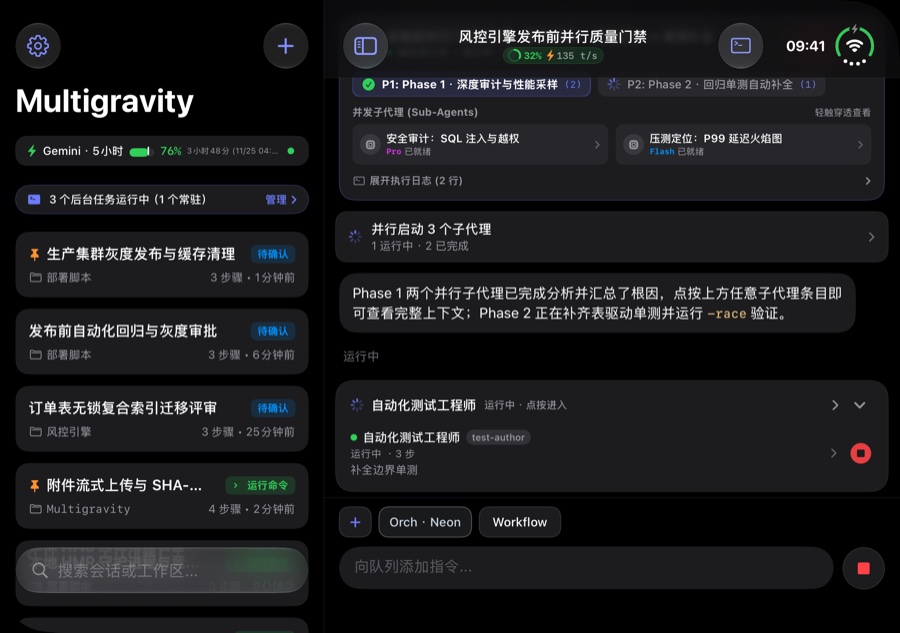 Multigravity
Gemini · 5小时 76% 3小时48分 (11/25 04:...
3 个后台任务运行中 (1 个常驻) 管理
生产集群灰度发布与缓存清理 待确认
部署脚本 3 步骤 • 1分钟前
发布前自动化回归与灰度审批 待确认
部署脚本 3 步骤 • 6分钟前
订单表无锁复合索引迁移评审 待确认
风控引擎 3 步骤 • 25分钟前
附件流式上传与 SHA-... 运行命令
Multigravity 4 步骤 • 2分钟前
搜索会话或工作区...
风控引擎发布前并行质量门禁
32% 135 t/s
09:41
P1: Phase 1 · 深度审计与性能采样 (2)
P2: Phase 2 · 回归单测自动补全 (1)
并发子代理 (Sub-Agents) 轻触穿透查看
安全审计：SQL 注入与越权
Pro 已就绪
压测定位：P99 延迟火焰图
Flash 已就绪
展开执行日志 (2 行)
并行启动 3 个子代理
1 运行中 · 2 已完成
Phase 1 两个并行子代理已完成分析并汇总了根因，点按上方任意子代理条目即
可查看完整上下文；Phase 2 正在补齐表驱动单测并运行 -race 验证。
运行中
自动化测试工程师 运行中 · 点按进入
自动化测试工程师 test-author
运行中 · 3 步
补全边界单测
Orch · Neon
Workflow
向队列添加指令...